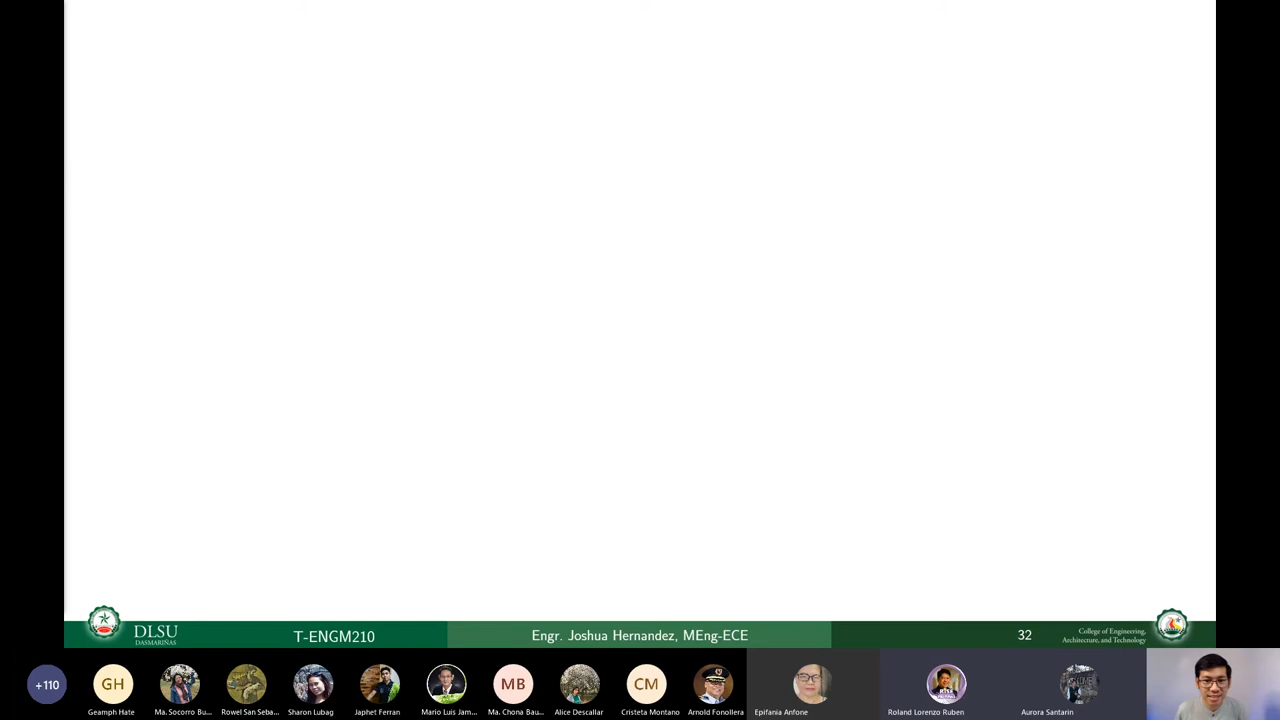 DLSU
DASMARIÑAS
T-ENGM210
Engr. Joshua Hernandez, MEng-ECE
32
College of Engineering,
Architecture, and Technology
+110
GH
MB
CM
Geamph Hate
Ma. Socorro Bu...
Rowel San Seba...
Sharon Lubag
Japhet Ferran
Mario Luis Jam...
Ma. Chona Bau...
Alice Descallar
Cristeta Montano
Arnold Fonollera
Epifania Anfone
Roland Lorenzo Ruben
Aurora Santarin